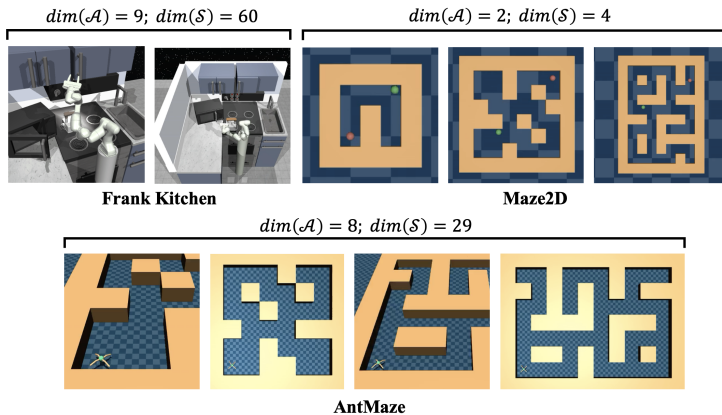 dim(𝒜) = 9; dim(𝒮) = 60
dim(𝒜) = 2; dim(𝒮) = 4
Frank Kitchen
Maze2D
dim(𝒜) = 8; dim(𝒮) = 29
AntMaze